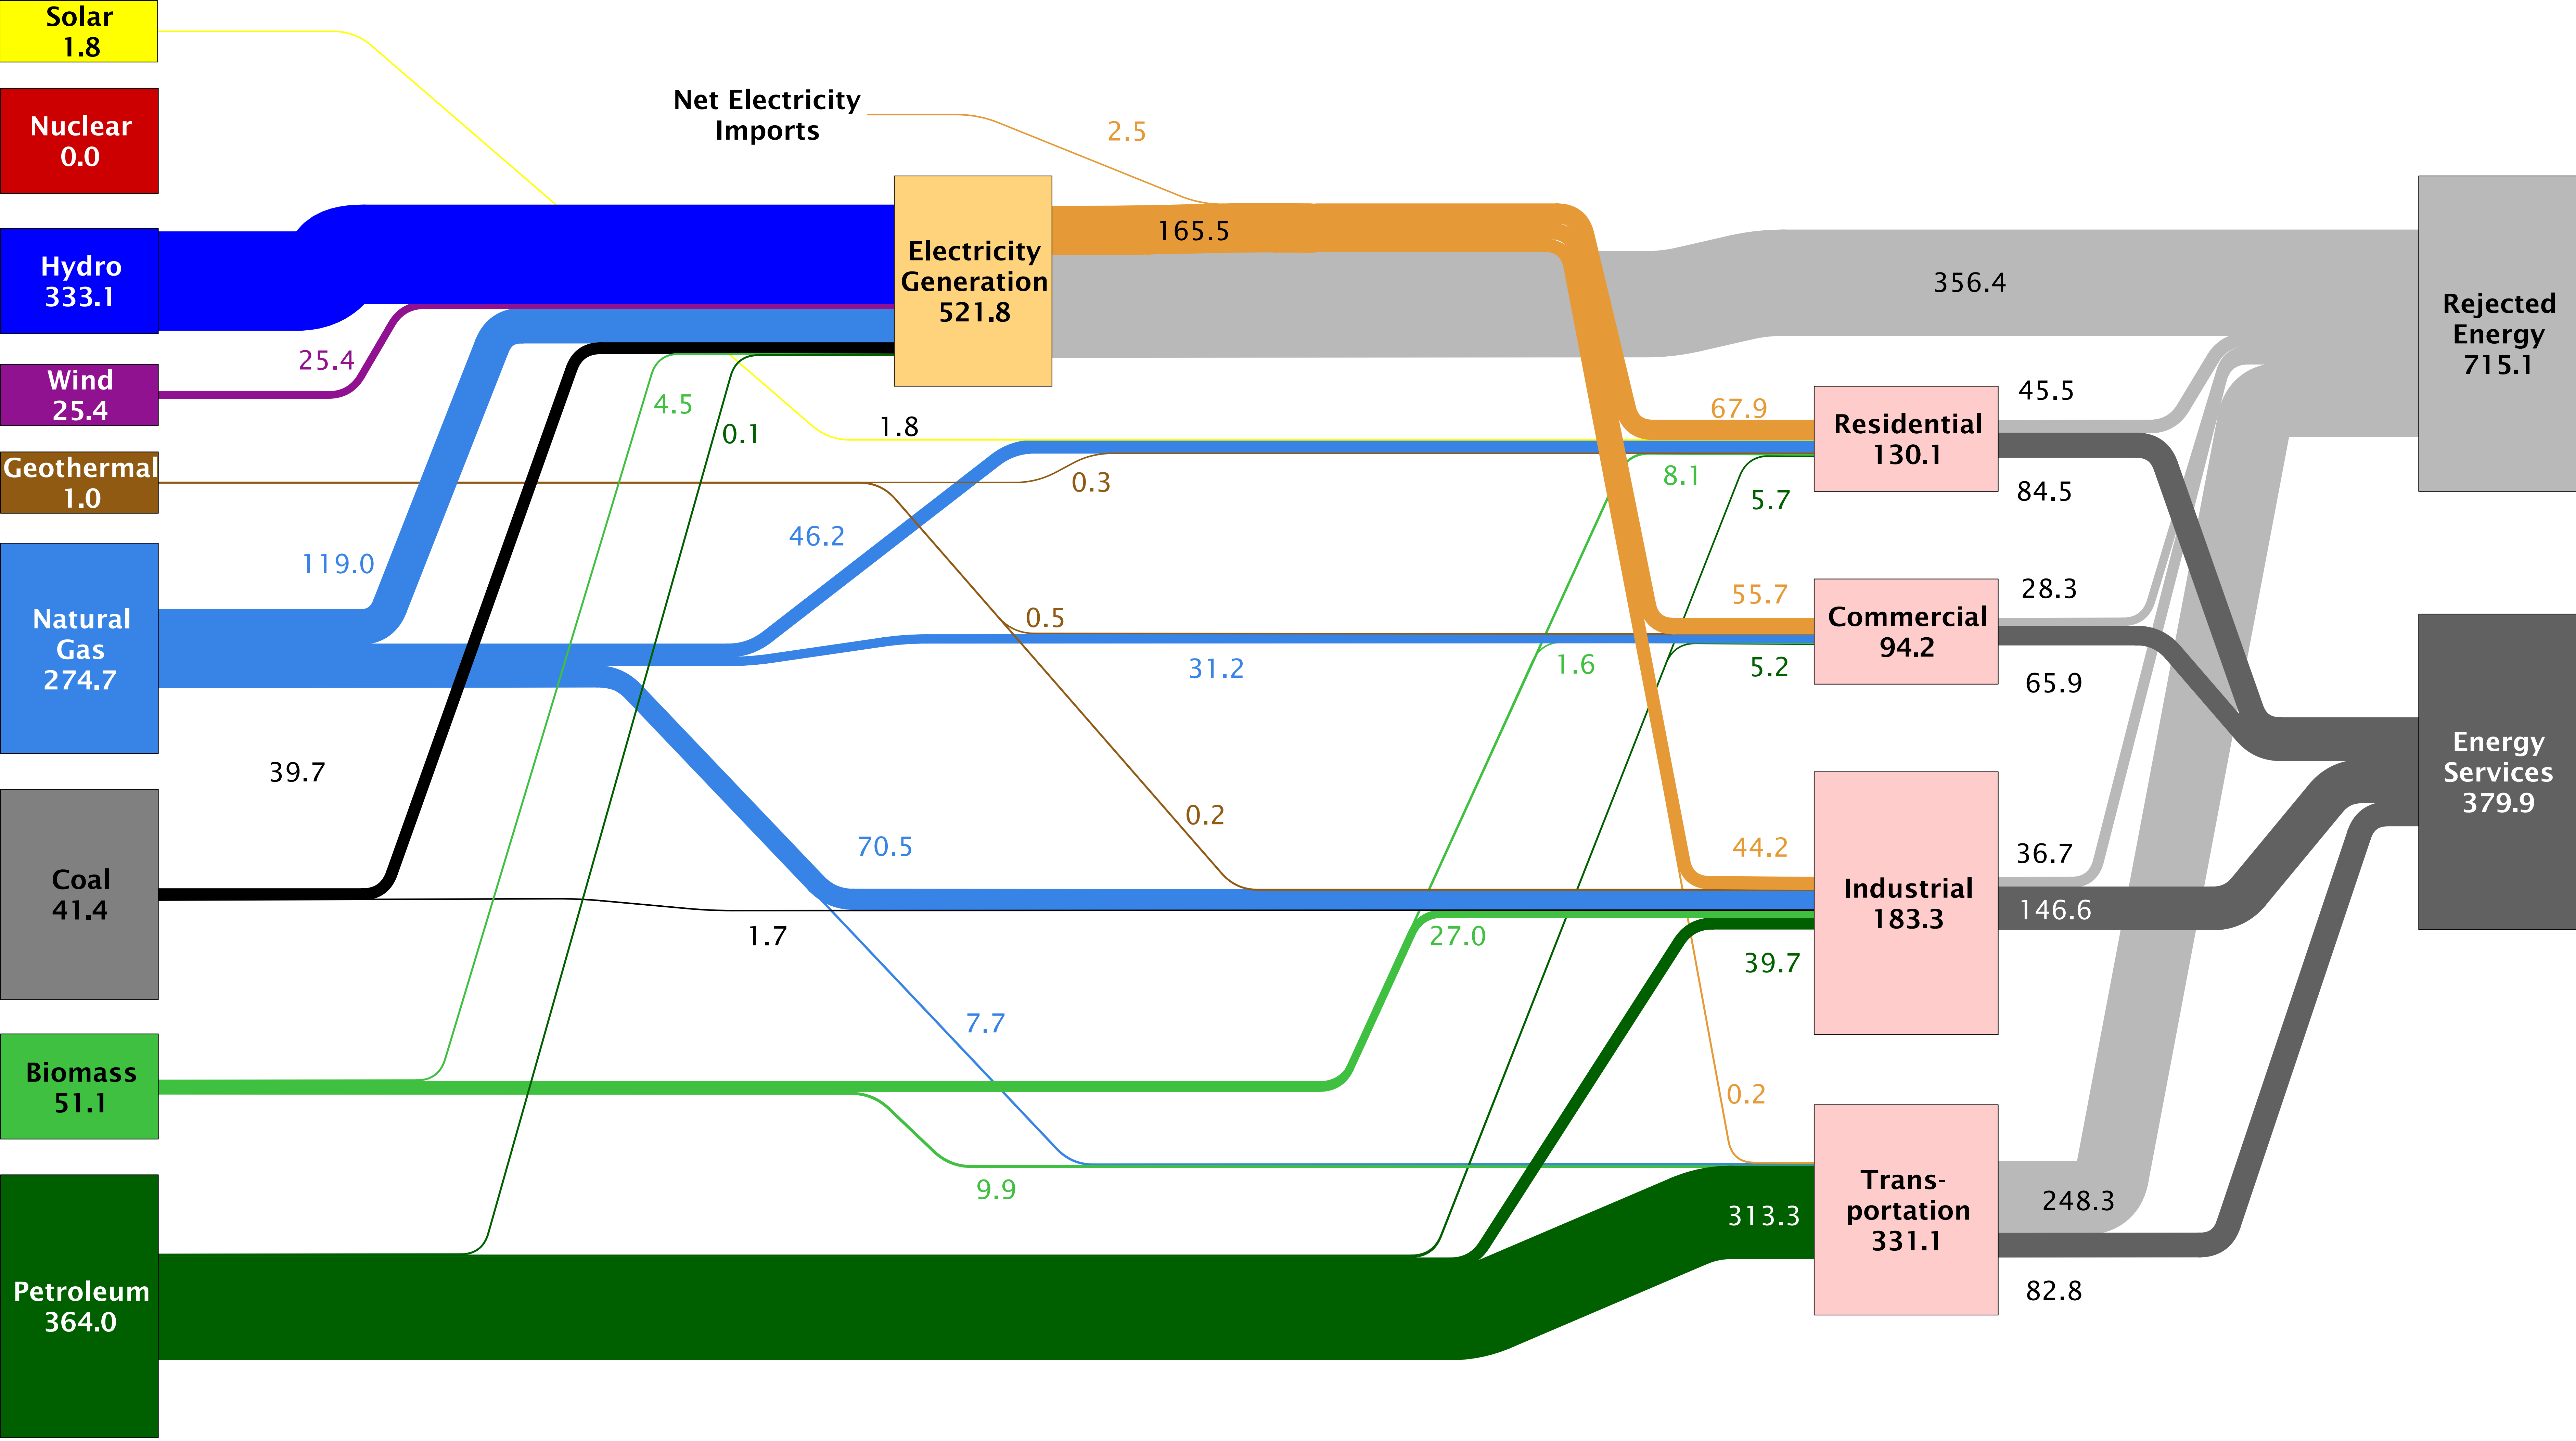 Solar
1.8
Nuclear
0.0
Hydro
333.1
Wind
25.4
Geothermal
1.0
Natural
Gas
274.7
Coal
41.4
Biomass
51.1
Petroleum
364.0
25.4
119.0
39.7
4.5
0.1
Net Electricity
Imports
2.5
Electricity
Generation
521.8
165.5
1.8
0.3
46.2
0.5
31.2
0.2
70.5
1.7
7.7
9.9
27.0
1.6
8.1
67.9
5.7
55.7
5.2
44.2
39.7
0.2
313.3
Residential
130.1
Commercial
94.2
Industrial
183.3
Trans-
portation
331.1
356.4
45.5
84.5
28.3
65.9
36.7
146.6
248.3
82.8
Rejected
Energy
715.1
Energy
Services
379.9